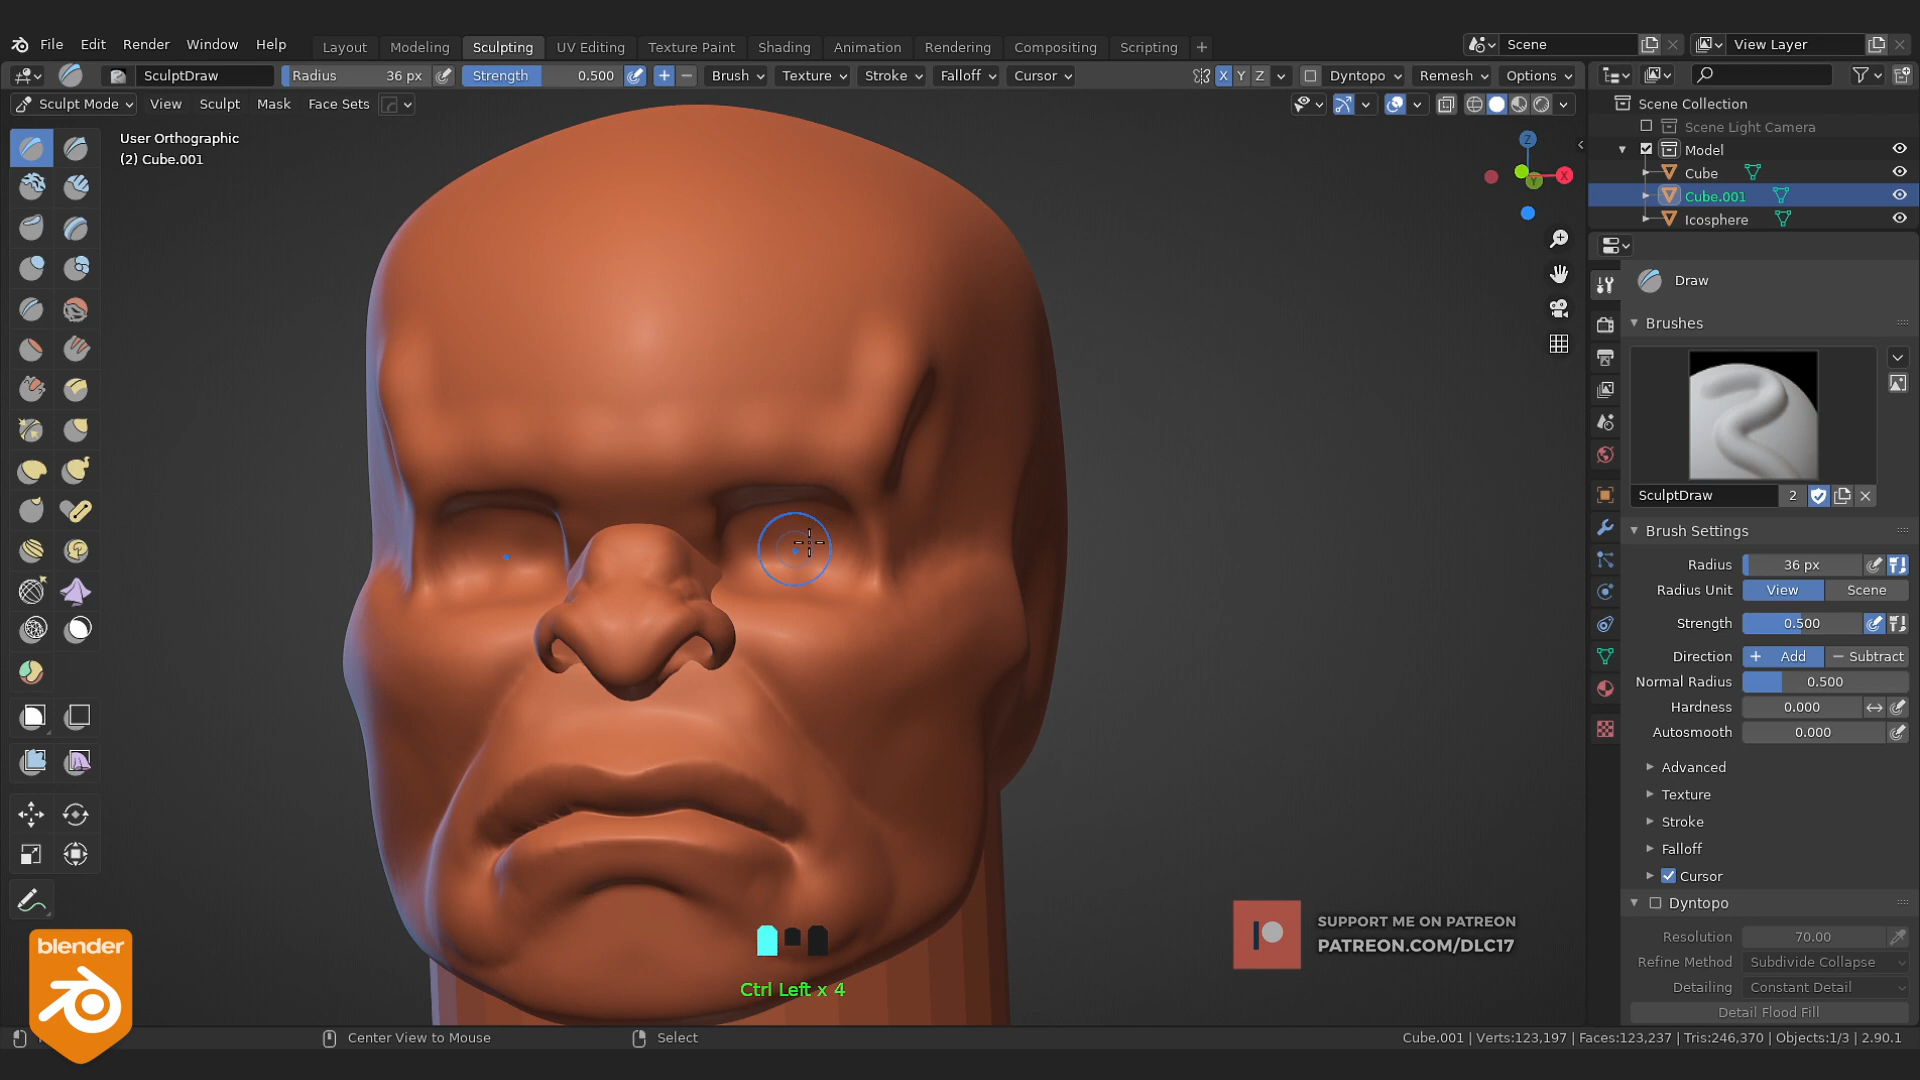 File Edit Render Window Help Layout Modeling Sculpting UV Editing Texture Paint Shading Animation Rendering Compositing Scripting + Scene View Layer
SculptDraw Radius 36 px Strength 0.500 Brush Texture Stroke Falloff Cursor X Y Z Dyntopo Remesh Options
Sculpt Mode View Sculpt Mask Face Sets
User Orthographic
(2) Cube.001
Z
X
Y
Scene Collection
Scene Light Camera
Model
Cube
Cube.001
Icosphere
Draw
Brushes
SculptDraw 2
Brush Settings
Radius 36 px
Radius Unit View Scene
Strength 0.500
Direction + Add − Subtract
Normal Radius 0.500
Hardness 0.000
Autosmooth 0.000
Advanced
Texture
Stroke
Falloff
Cursor
Dyntopo
Resolution 70.00
Refine Method Subdivide Collapse
Detailing Constant Detail
Detail Flood Fill
SUPPORT ME ON PATREON
PATREON.COM/DLC17
Ctrl Left x 4
blender
Center View to Mouse Select Cube.001 | Verts:123,197 | Faces:123,237 | Tris:246,370 | Objects:1/3 | 2.90.1